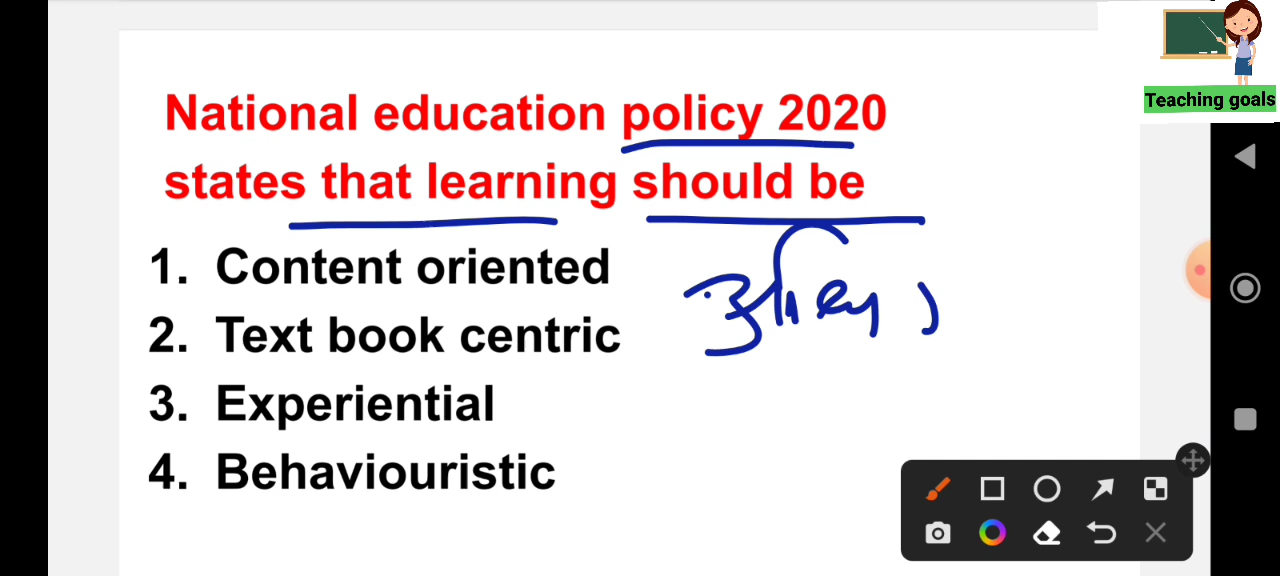 Teaching goals
National education policy 2020
states that learning should be
1. Content oriented
2. Text book centric
3. Experiential
4. Behaviouristic